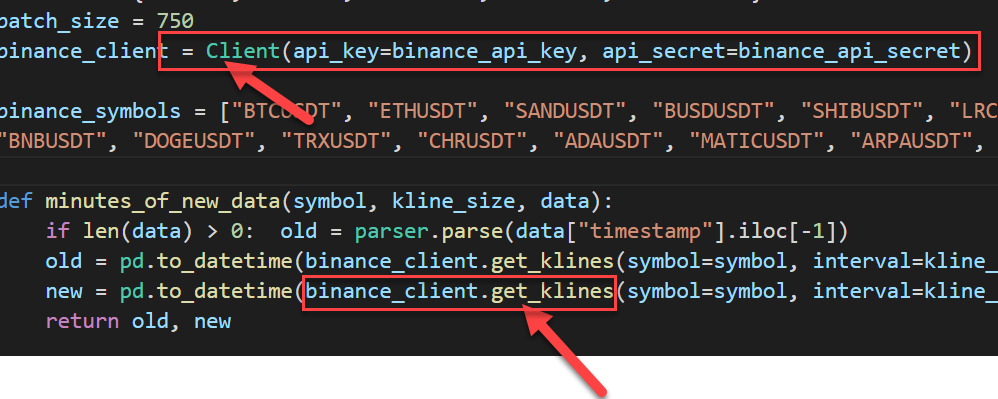 batch_size = 750
binance_client = Client(api_key=binance_api_key, api_secret=binance_api_secret)
binance_symbols = ["BTCUSDT", "ETHUSDT", "SANDUSDT", "BUSDUSDT", "SHIBUSDT", "LRC
"BNBUSDT", "DOGEUSDT", "TRXUSDT", "CHRUSDT", "ADAUSDT", "MATICUSDT", "ARPAUSDT",
def minutes_of_new_data(symbol, kline_size, data):
if len(data) > 0:  old = parser.parse(data["timestamp"].iloc[-1])
old = pd.to_datetime(binance_client.get_klines(symbol=symbol, interval=kline_
new = pd.to_datetime(binance_client.get_klines(symbol=symbol, interval=kline_
return old, new